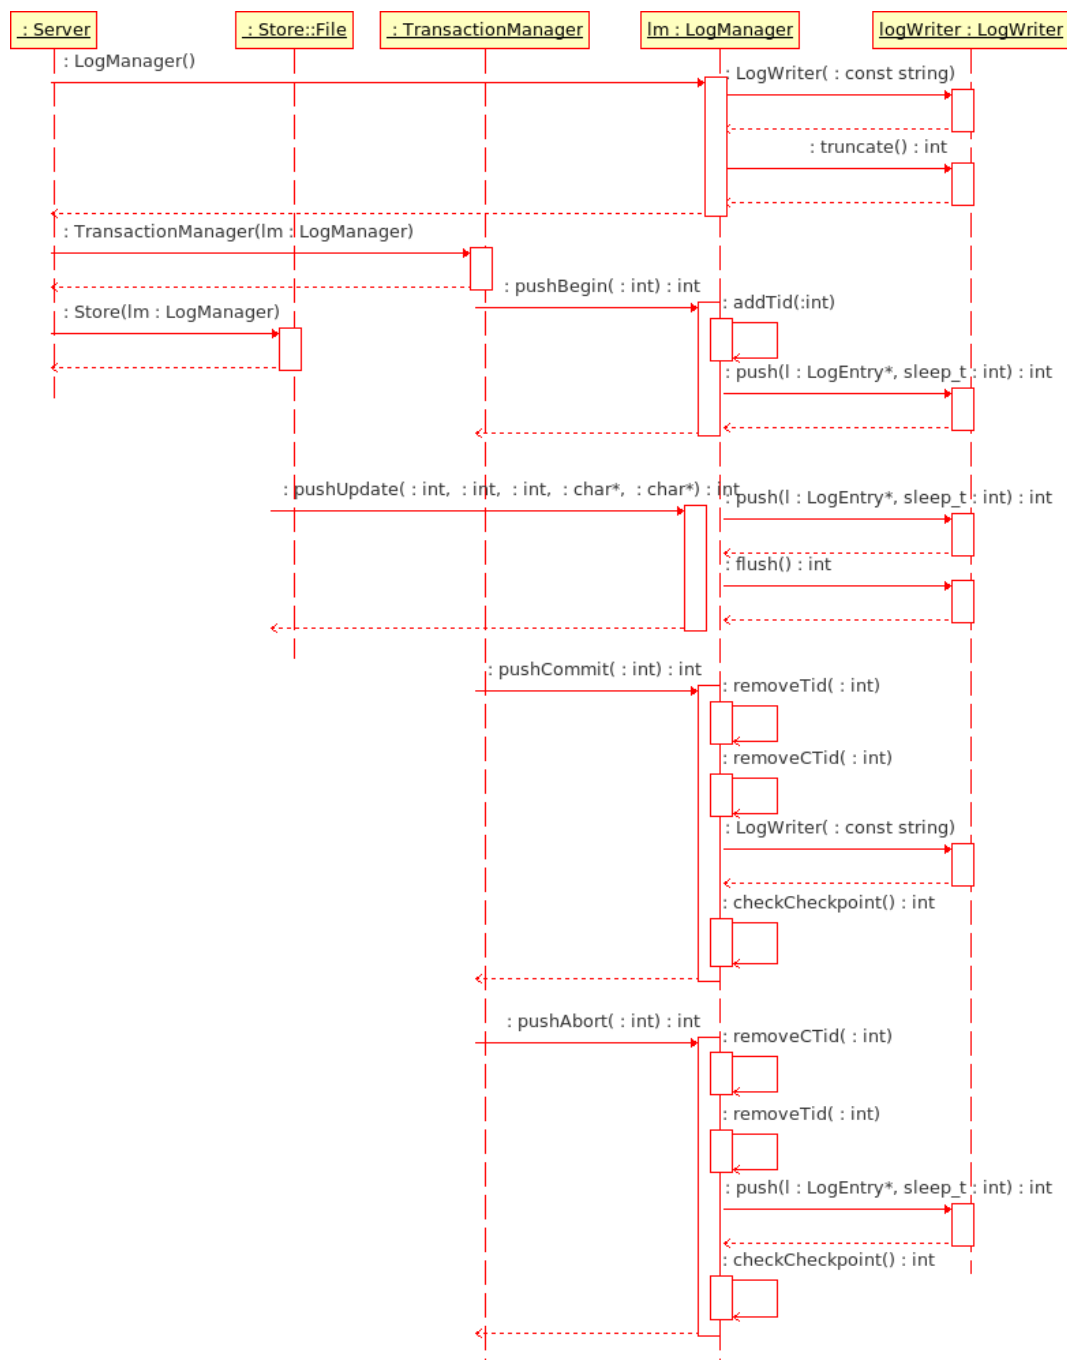 : Server
: Store::File
: TransactionManager
lm : LogManager
logWriter : LogWriter
: LogManager()
: LogWriter( : const string)
: truncate() : int
: TransactionManager(lm : LogManager)
: pushBegin( : int) : int
: addTid(:int)
: Store(lm : LogManager)
: push(l : LogEntry*, sleep_t : int) : int
: pushUpdate( : int,  : int,  : int,  : char*,  : char*) : int
: push(l : LogEntry*, sleep_t : int) : int
: flush() : int
: pushCommit( : int) : int
: removeTid( : int)
: removeCTid( : int)
: LogWriter( : const string)
: checkCheckpoint() : int
: pushAbort( : int) : int
: removeCTid( : int)
: removeTid( : int)
: push(l : LogEntry*, sleep_t : int) : int
: checkCheckpoint() : int